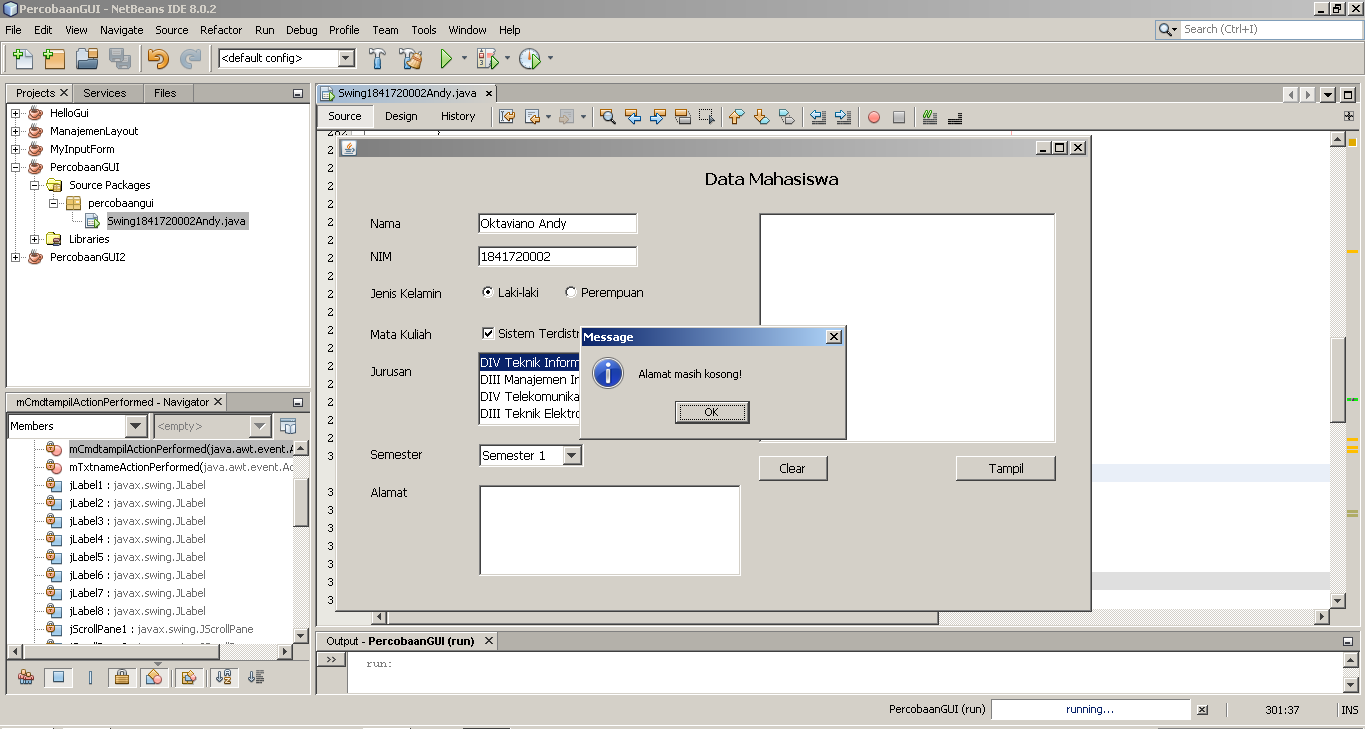 PercobaanGUI - NetBeans IDE 8.0.2
File Edit View Navigate Source Refactor Run Debug Profile Team Tools Window Help
Search (Ctrl+I)
<default config>
Projects Services Files
HelloGui
ManajemenLayout
MyInputForm
PercobaanGUI
Source Packages
percobaangui
Swing1841720002Andy.java
Libraries
PercobaanGUI2
mCmdtampilActionPerformed - Navigator
Members <empty>
mCmdtampilActionPerformed(java.awt.event.A
mTxtnameActionPerformed(java.awt.event.Ac
jLabel1 : javax.swing.JLabel
jLabel2 : javax.swing.JLabel
jLabel3 : javax.swing.JLabel
jLabel4 : javax.swing.JLabel
jLabel5 : javax.swing.JLabel
jLabel6 : javax.swing.JLabel
jLabel7 : javax.swing.JLabel
jLabel8 : javax.swing.JLabel
jScrollPane1 : javax.swing.JScrollPane
Swing1841720002Andy.java
Source Design History
Data Mahasiswa
Nama Oktaviano Andy
NIM 1841720002
Jenis Kelamin Laki-laki Perempuan
Mata Kuliah Sistem Terdistr
Jurusan
DIV Teknik Inform
DIII Manajemen In
DIV Telekomunika
DIII Teknik Elektro
Semester Semester 1
Alamat
Clear Tampil
Message
Alamat masih kosong!
OK
Output - PercobaanGUI (run)
>> run:
PercobaanGUI (run) running... 301:37 INS